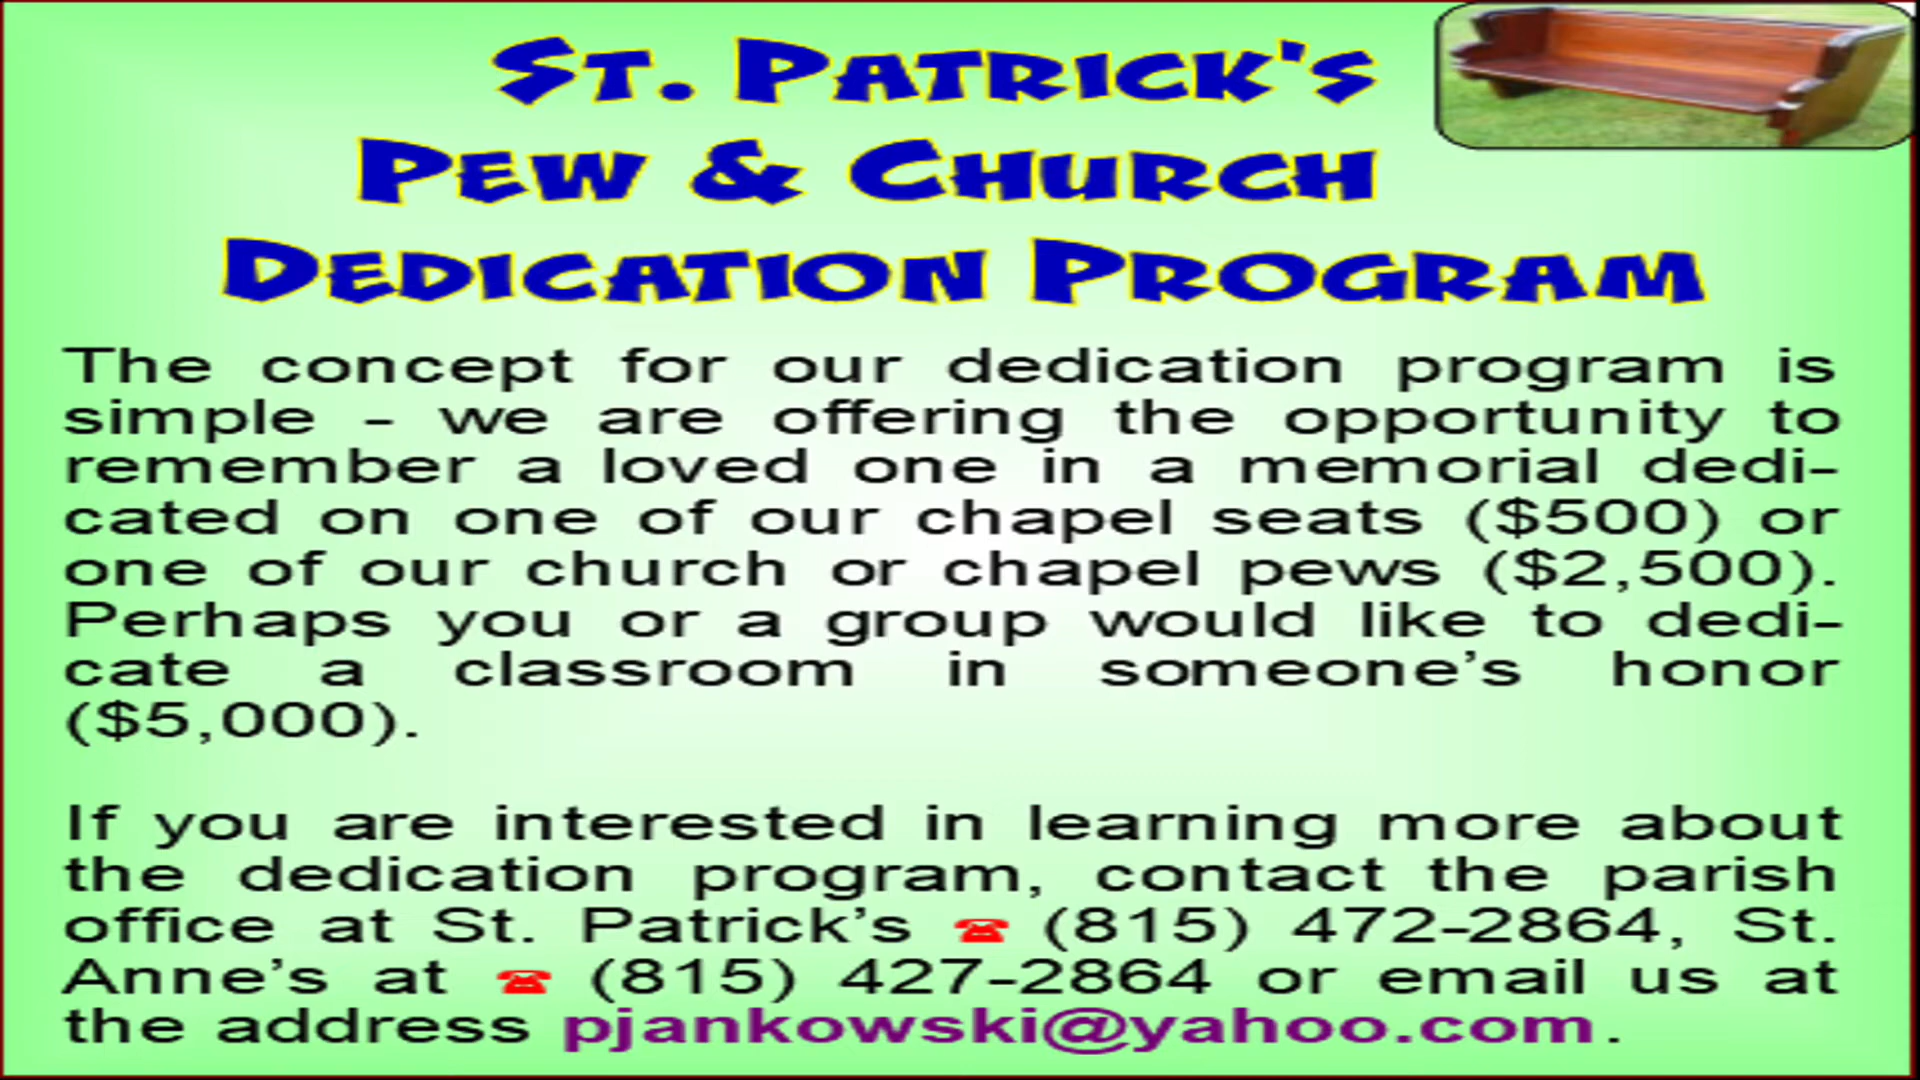 St. Patrick's
Pew & Church
Dedication Program
The concept for our dedication program is
simple - we are offering the opportunity to
remember a loved one in a memorial dedi-
cated on one of our chapel seats ($500) or
one of our church or chapel pews ($2,500).
Perhaps you or a group would like to dedi-
cate a classroom in someone’s honor
($5,000).
If you are interested in learning more about
the dedication program, contact the parish
office at St. Patrick’s ☎ (815) 472-2864, St.
Anne’s at ☎ (815) 427-2864 or email us at
the address pjankowski@yahoo.com.